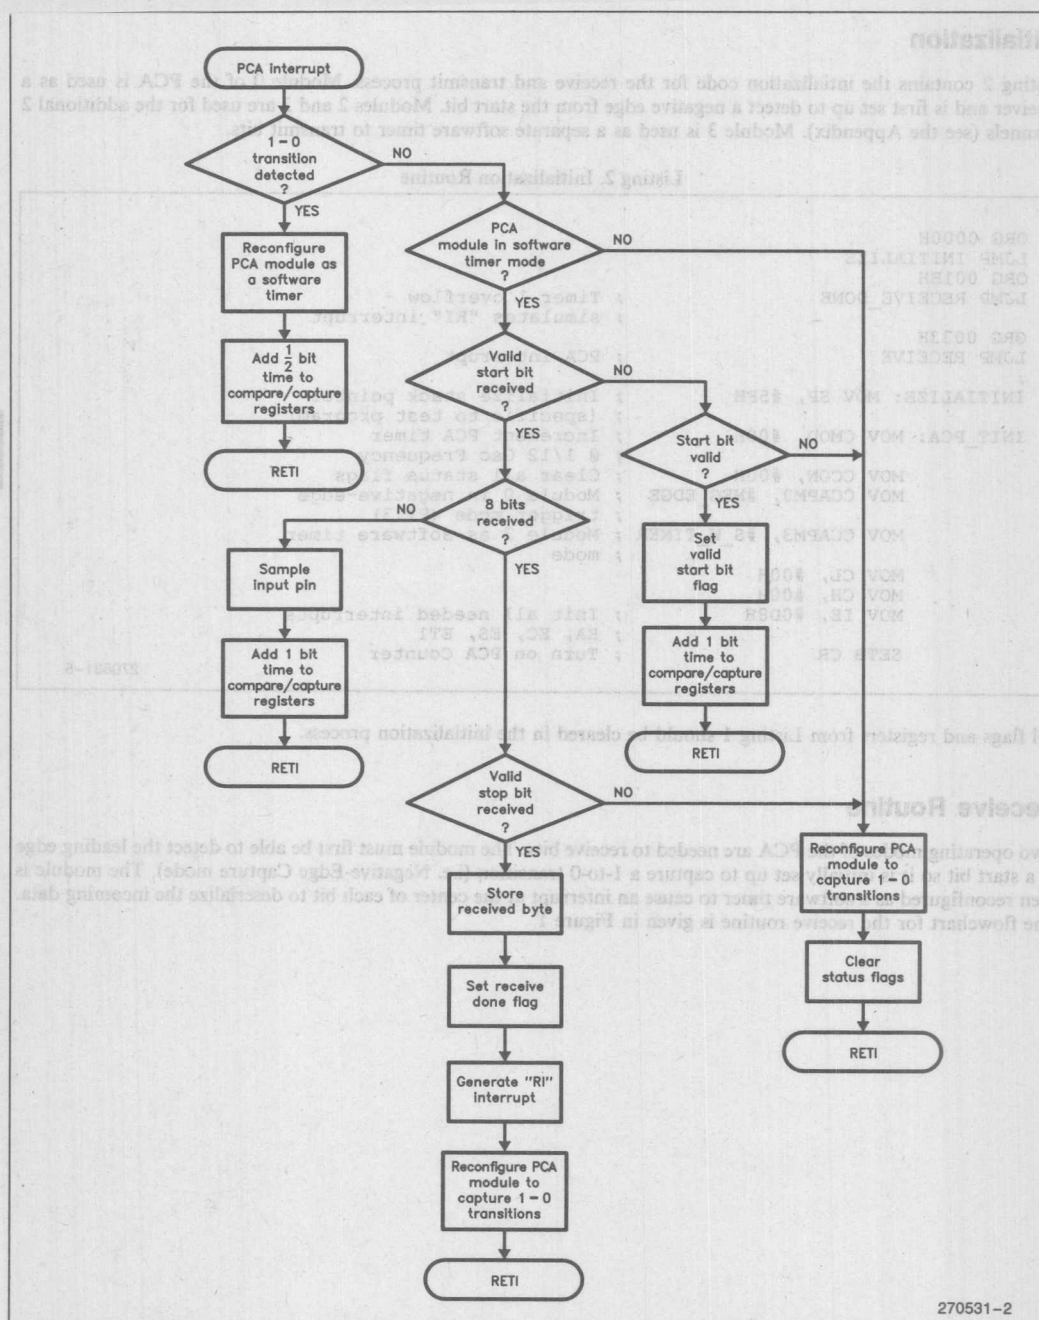 PCA interrupt
1 – 0
transition
detected
?
NO
YES
Reconfigure
PCA module as
a software
timer
Add 1/2 bit
time to
compare/capture
registers
RETI
PCA
module in software
timer mode
?
NO
YES
Valid
start bit
received
?
NO
YES
Start bit
valid
?
NO
YES
Set
valid
start bit
flag
Add 1 bit
time to
compare/capture
registers
RETI
8 bits
received
?
NO
YES
Sample
input pin
Add 1 bit
time to
compare/capture
registers
RETI
Valid
stop bit
received
?
NO
YES
Store
received byte
Set receive
done flag
Generate "RI"
interrupt
Reconfigure PCA
module to
capture 1 – 0
transitions
RETI
Reconfigure PCA
module to
capture 1 – 0
transitions
Clear
status flags
RETI
270531–2